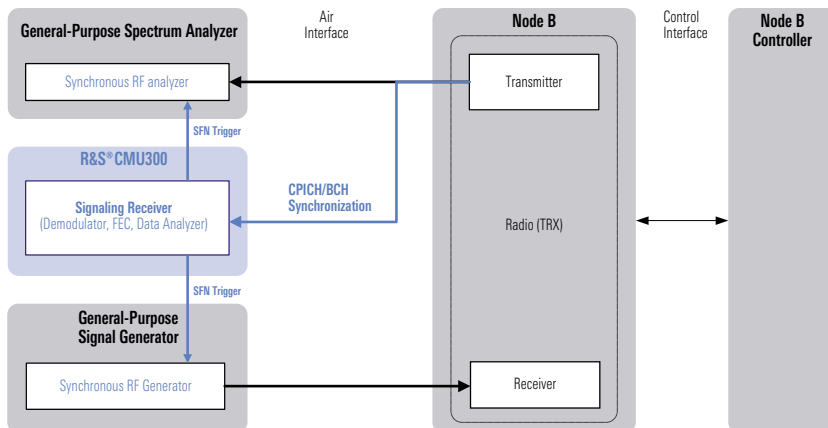 General-Purpose Spectrum Analyzer
Synchronous RF analyzer
SFN Trigger
R&S® CMU300
Signaling Receiver
(Demodulator, FEC, Data Analyzer)
SFN Trigger
General-Purpose
Signal Generator
Synchronous RF Generator
Air
Interface
CPICH/BCH
Synchronization
Node B
Transmitter
Radio (TRX)
Receiver
Control
Interface
Node B
Controller